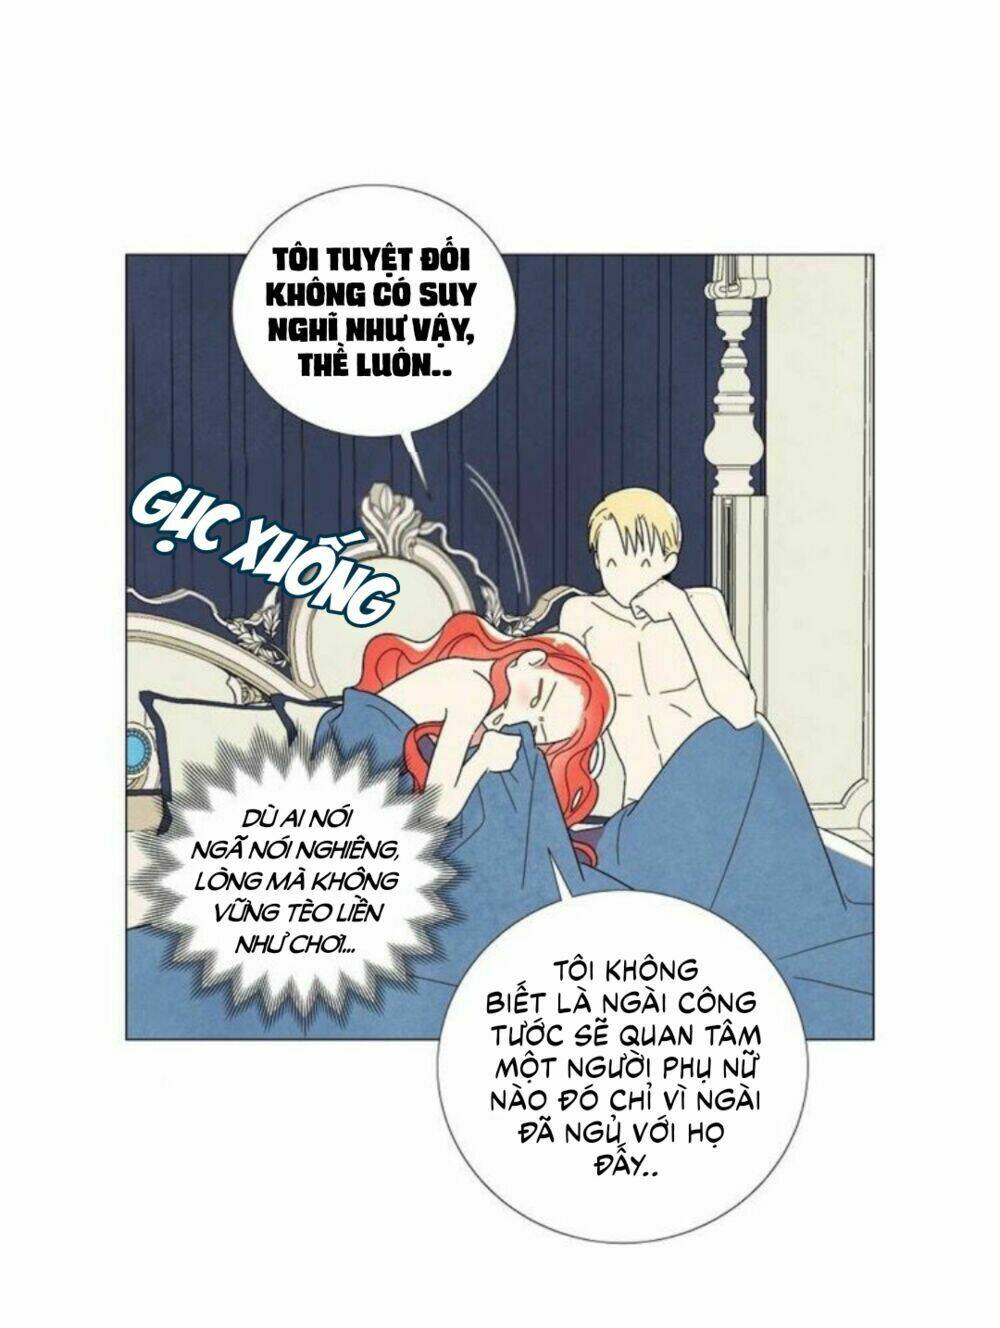 TÔI TUYỆT ĐỐI
KHÔNG CÓ SUY
NGHĨ NHƯ VẬY,
THỀ LUÔN..
GỤC XUỐNG
DÙ AI NÓI
NGÃ NÓI NGHIÊNG,
LÒNG MÀ KHÔNG
VỮNG TÈO LIỀN
NHƯ CHƠI...
TÔI KHÔNG
BIẾT LÀ NGÀI CÔNG
TƯỚC SẼ QUAN TÂM
MỘT NGƯỜI PHỤ NỮ
NÀO ĐÓ CHỈ VÌ NGÀI
ĐÃ NGỦ VỚI HỌ
ĐẤY..